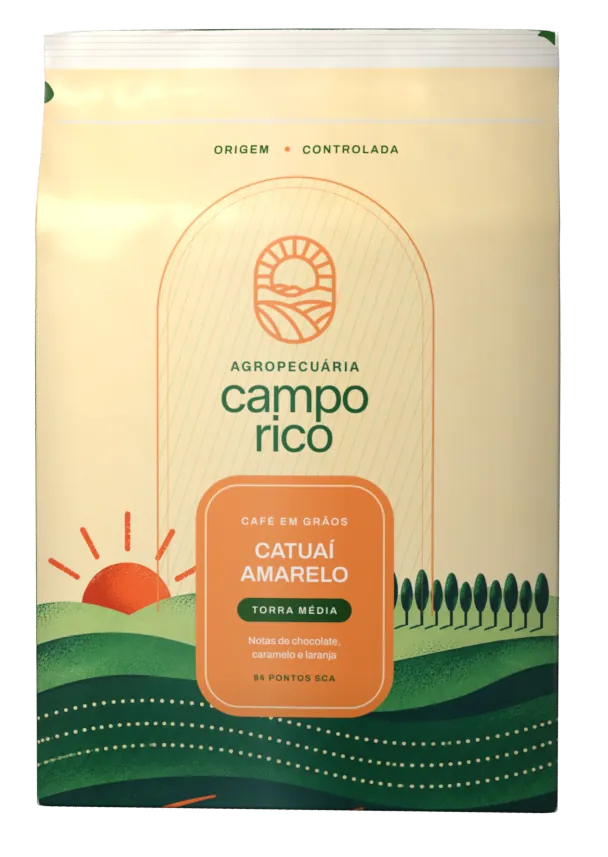 ORIGEM • CONTROLADA
AGROPECUÁRIA
campo
rico
CAFÉ EM GRÃOS
CATUAÍ
AMARELO
TORRA MÉDIA
Notas de chocolate,
caramelo e laranja
84 PONTOS SCA